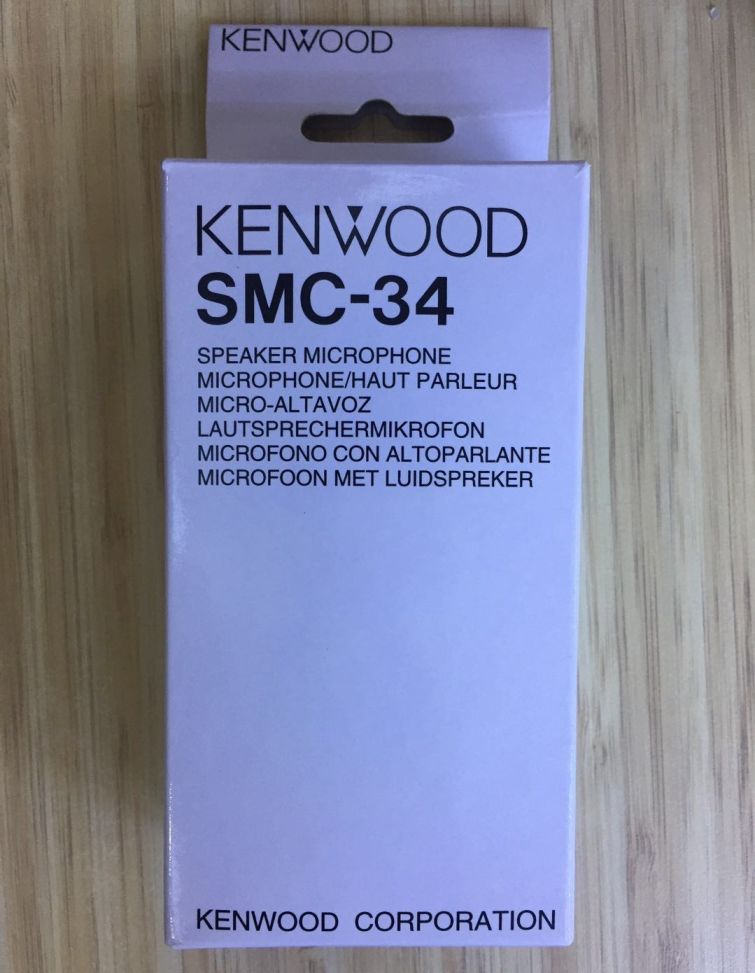 KENWOOD
KENWOOD
SMC-34
SPEAKER MICROPHONE
MICROPHONE/HAUT PARLEUR
MICRO-ALTAVOZ
LAUTSPRECHERMIKROFON
MICROFONO CON ALTOPARLANTE
MICROFOON MET LUIDSPREKER
KENWOOD CORPORATION